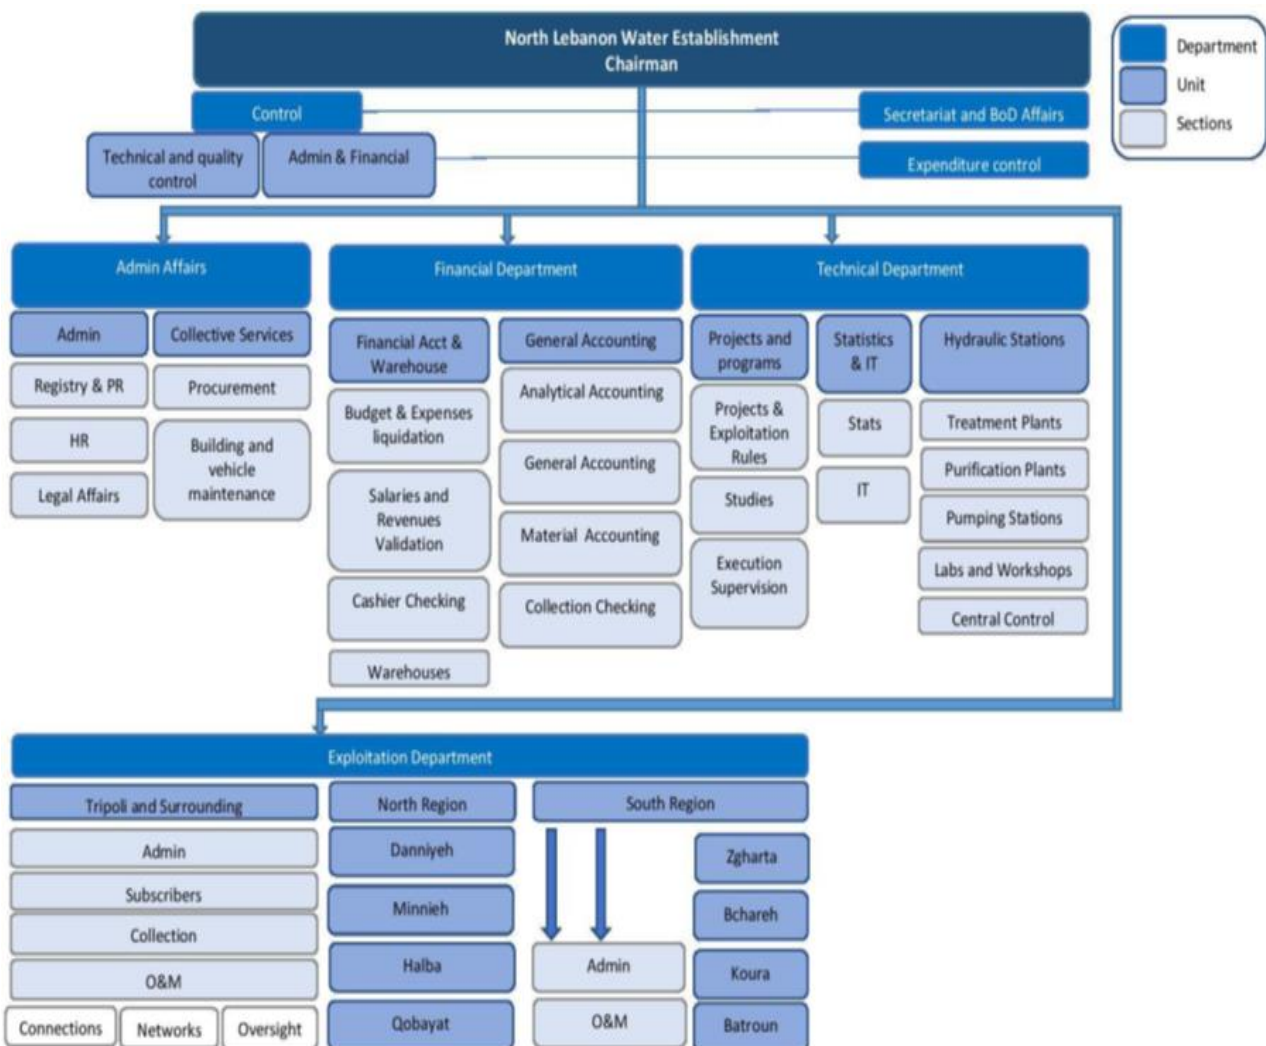 North Lebanon Water Establishment
Chairman
Department
Unit
Sections
Control
Secretariat and BoD Affairs
Technical and quality
control
Admin & Financial
Expenditure control
Admin Affairs
Financial Department
Technical Department
Admin
Registry & PR
HR
Legal Affairs
Collective Services
Procurement
Building and
vehicle
maintenance
Financial Acct &
Warehouse
Budget & Expenses
liquidation
Salaries and
Revenues
Validation
Cashier Checking
Warehouses
General Accounting
Analytical Accounting
General Accounting
Material Accounting
Collection Checking
Projects and
programs
Projects &
Exploitation
Rules
Studies
Execution
Supervision
Statistics
& IT
Stats
IT
Hydraulic Stations
Treatment Plants
Purification Plants
Pumping Stations
Labs and Workshops
Central Control
Exploitation Department
Tripoli and Surrounding
Admin
Subscribers
Collection
O&M
Connections
Networks
Oversight
North Region
Danniyeh
Minnieh
Halba
Qobayat
South Region
Admin
O&M
Zgharta
Bchareh
Koura
Batroun